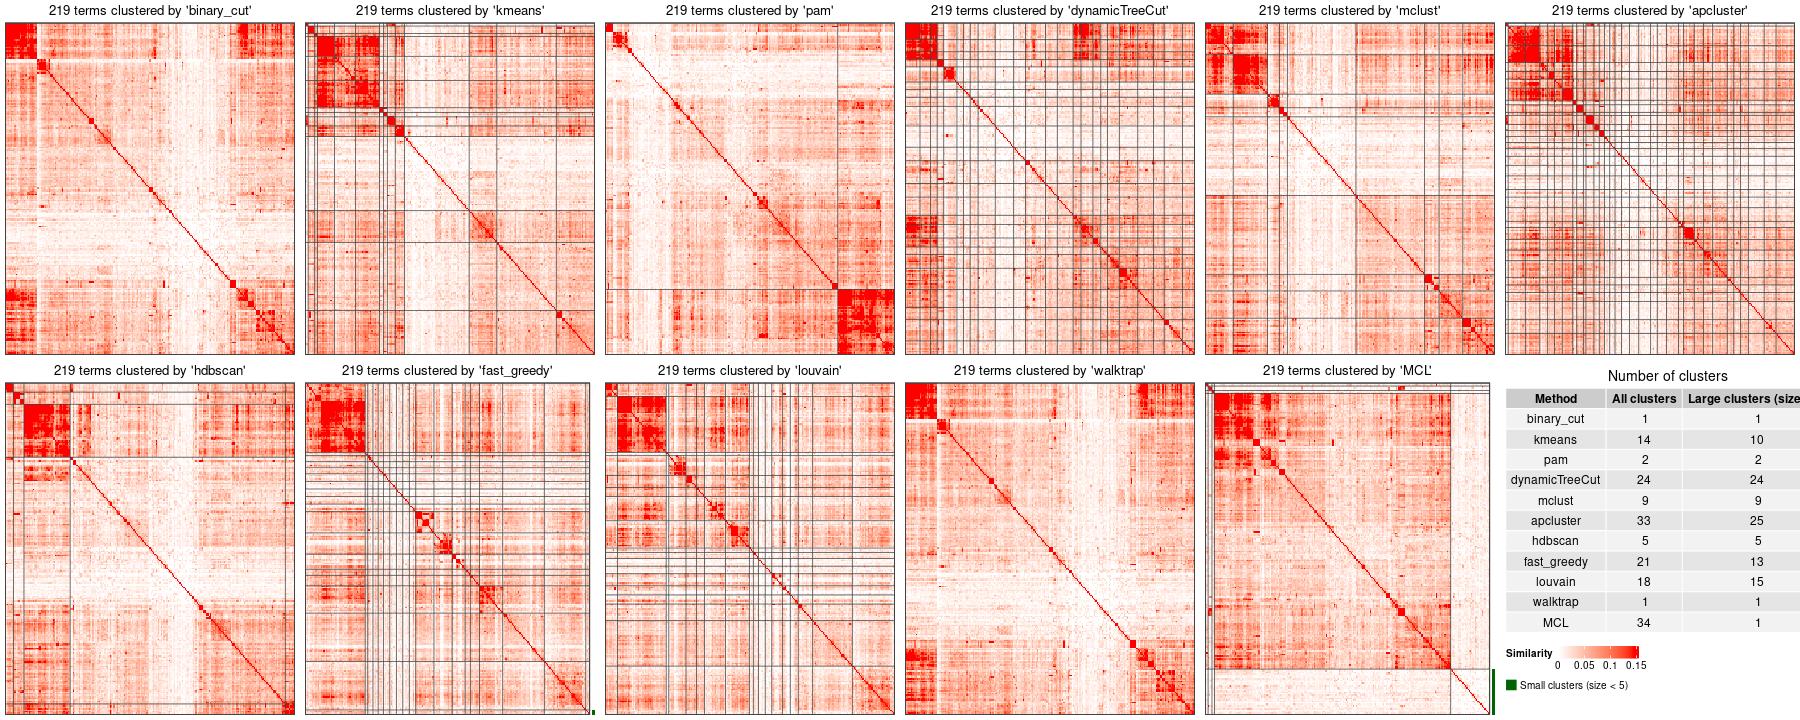 219 terms clustered by 'binary_cut'
219 terms clustered by 'kmeans'
219 terms clustered by 'pam'
219 terms clustered by 'dynamicTreeCut'
219 terms clustered by 'mclust'
219 terms clustered by 'apcluster'
219 terms clustered by 'hdbscan'
219 terms clustered by 'fast_greedy'
219 terms clustered by 'louvain'
219 terms clustered by 'walktrap'
219 terms clustered by 'MCL'
Number of clusters
Method All clusters Large clusters (size
binary_cut 1 1
kmeans 14 10
pam 2 2
dynamicTreeCut 24 24
mclust 9 9
apcluster 33 25
hdbscan 5 5
fast_greedy 21 13
louvain 18 15
walktrap 1 1
MCL 34 1
Similarity
0 0.05 0.1 0.15
Small clusters (size < 5)